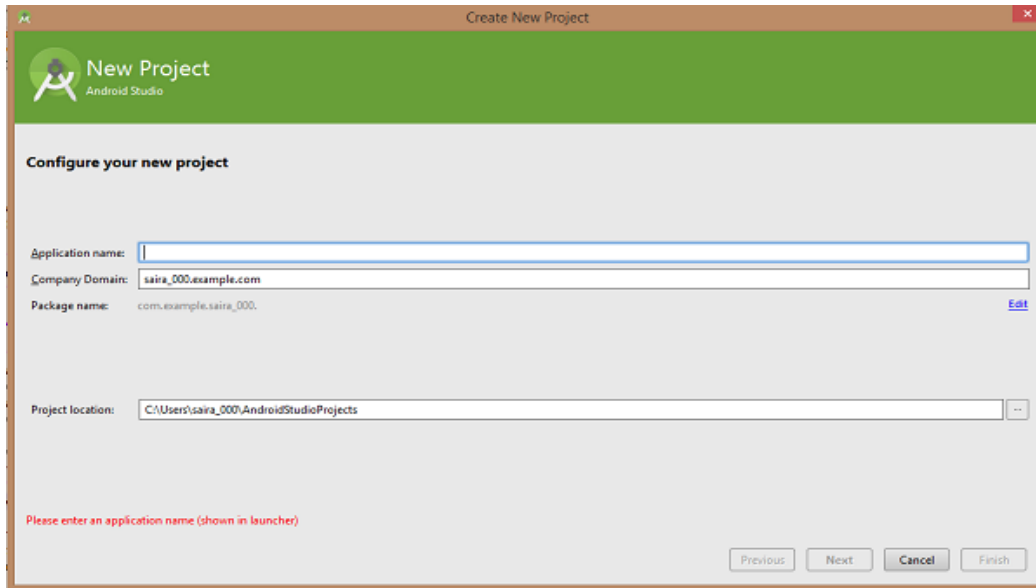 Create New Project
New Project
Android Studio
Configure your new project
Application name:
Company Domain: saira_000.example.com
Package name: com.example.saira_000. Edit
Project location: C:\Users\saira_000\AndroidStudioProjects ...
Please enter an application name (shown in launcher)
Previous Next Cancel Finish